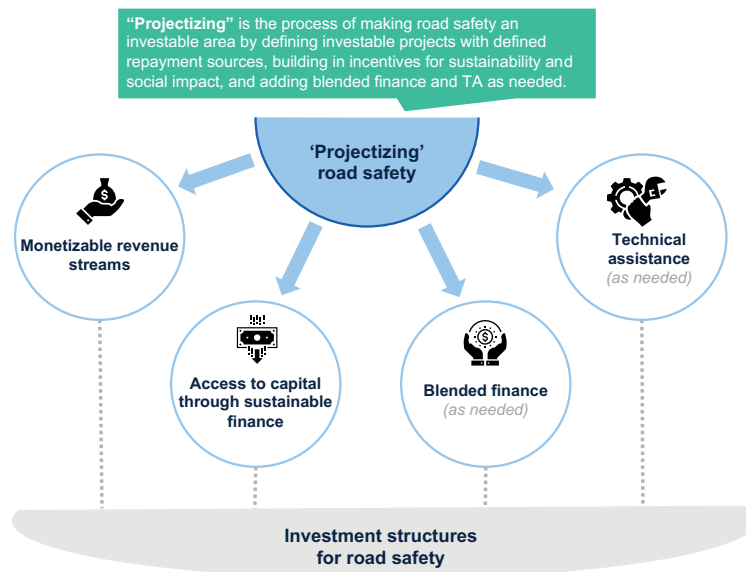 “Projectizing” is the process of making road safety an
investable area by defining investable projects with defined
repayment sources, building in incentives for sustainability and
social impact, and adding blended finance and TA as needed.
‘Projectizing’
road safety
Monetizable revenue
streams
Technical
assistance
(as needed)
Access to capital
through sustainable
finance
Blended finance
(as needed)
Investment structures
for road safety